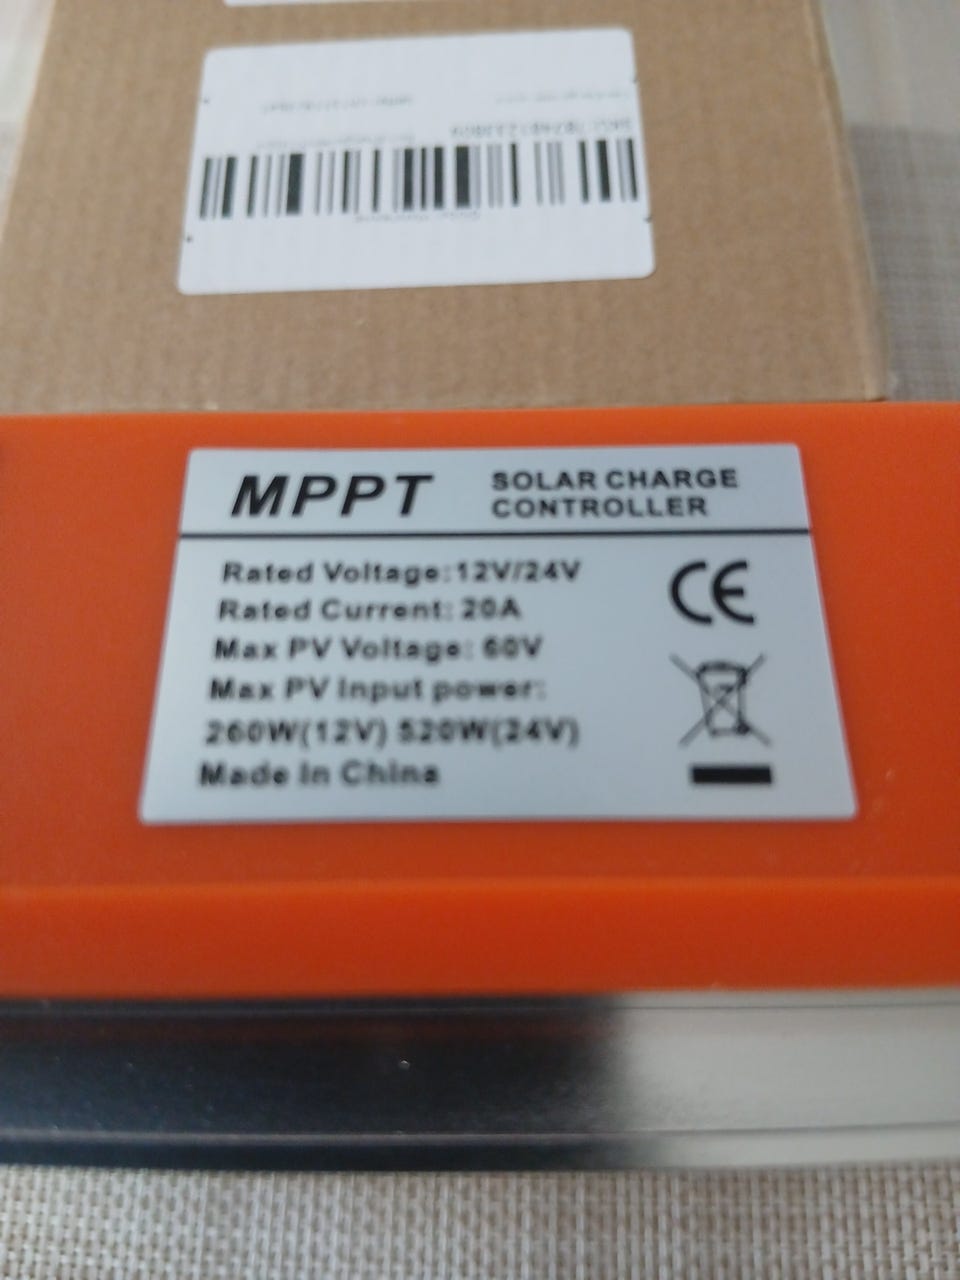 MPPT SOLAR CHARGE
CONTROLLER
Rated Voltage:12V/24V
Rated Current: 20A
Max PV Voltage: 60V
Max PV Input power:
260W(12V) 520W(24V)
Made In China
CE